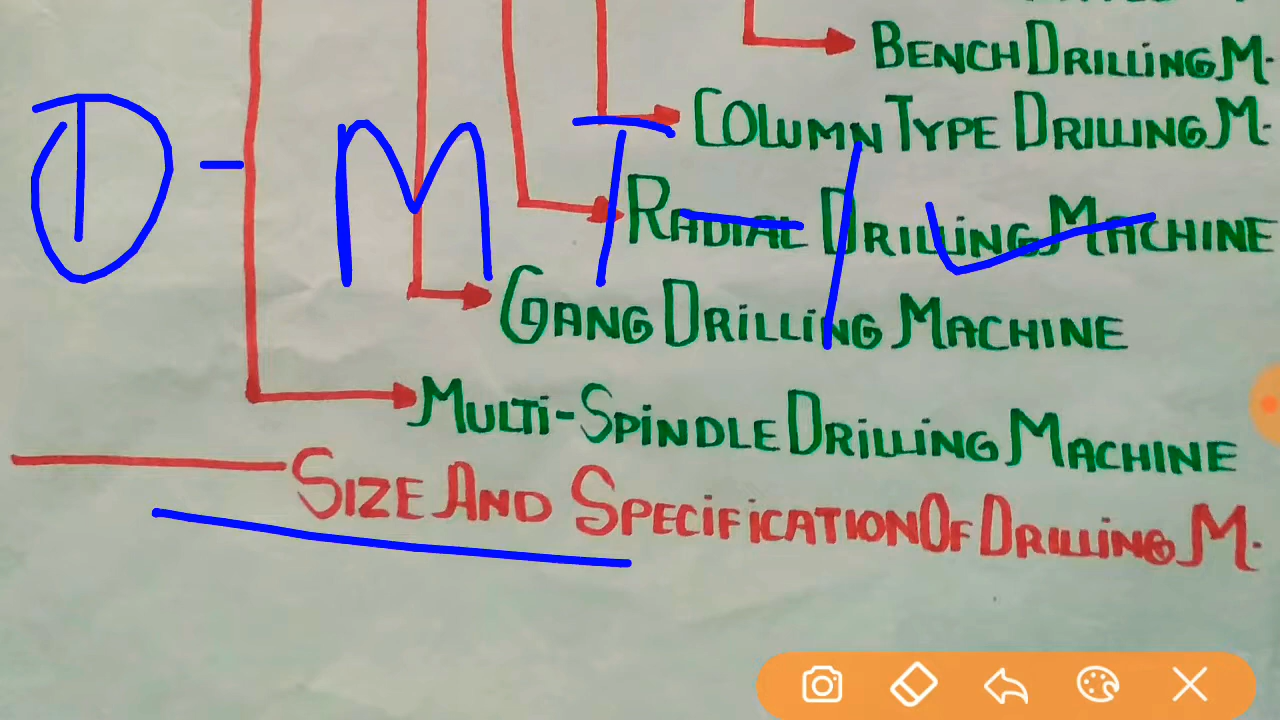 BENCH DRILLING M.
COLUMN TYPE DRILLING M.
RADIAL DRILLING MACHINE
D - M T
GANG DRILLING MACHINE
MULTI-SPINDLE DRILLING MACHINE
SIZE AND SPECIFICATION OF DRILLING M.